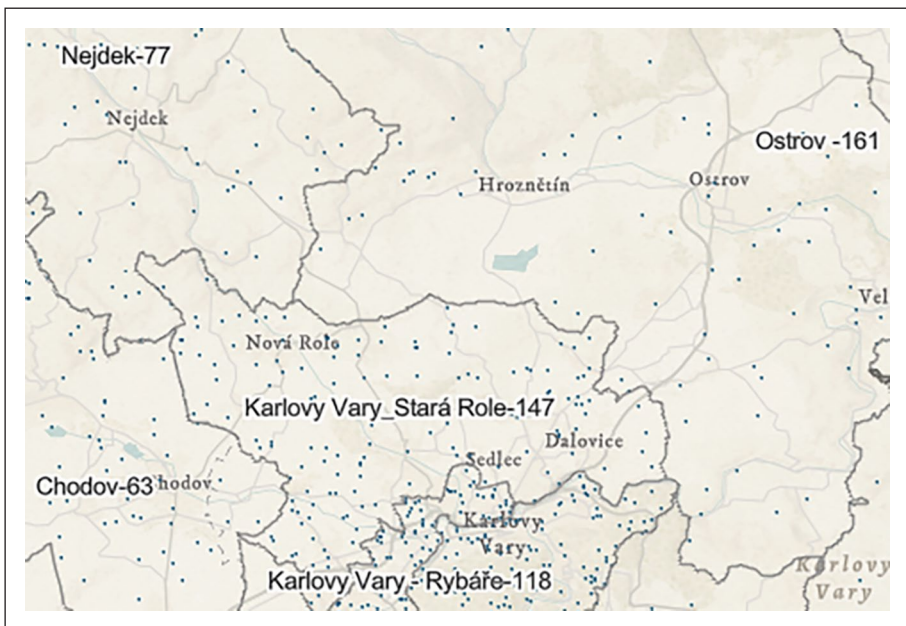 Nejdek-77
Nejdek
Ostrov -161
Hroznětín
Ostrov
Vel
Nová Role
Karlovy Vary_Stará Role-147
Dalovice
Sedlec
Chodov-63
hodov
Karlovy
Vary
Karlovy Vary - Rybáře-118
Karlovy
Vary